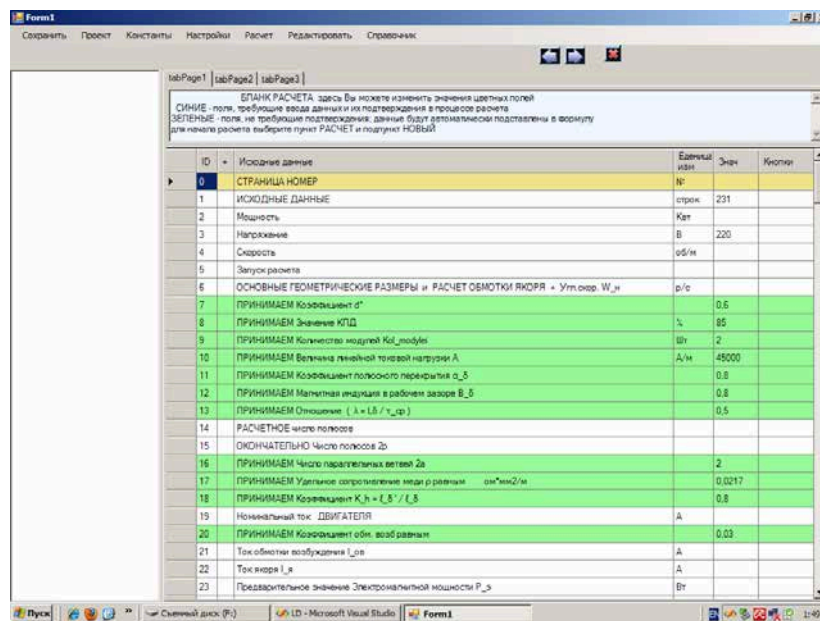 Form1
Сохранить Проект Константы Настройки Расчет Редактировать Справочник
tabPage1 tabPage2 tabPage3
БЛАНК РАСЧЕТА здесь Вы можете изменить значения цветных полей
СИНИЕ - поля, требующие ввода данных и их подтверждения в процессе расчета
ЗЕЛЕНЫЕ - поля, не требующие подтверждения; данные будут автоматически подставлены в формулу
для начала расчета выберите пункт РАСЧЕТ и подпункт НОВЫЙ
ID + Исходные данные Единица изм Знач Кнопки
0 СТРАНИЦА НОМЕР №
1 ИСХОДНЫЕ ДАННЫЕ строк 231
2 Мощность Квт
3 Напряжение В 220
4 Скорость об/м
5 Запуск расчета
6 ОСНОВНЫЕ ГЕОМЕТРИЧЕСКИЕ РАЗМЕРЫ и РАСЧЕТ ОБМОТКИ ЯКОРЯ + Угл.скор. W_н р/с
7 ПРИНИМАЕМ Коэффициент d* 0,6
8 ПРИНИМАЕМ Значение КПД % 85
9 ПРИНИМАЕМ Количество модулей Kol_modylei Шт 2
10 ПРИНИМАЕМ Величина линейной токовой нагрузки А А/м 45000
11 ПРИНИМАЕМ Коэффициент полюсного перекрытия α_δ 0.8
12 ПРИНИМАЕМ Магнитная индукция в рабочем зазоре B_δ 0,8
13 ПРИНИМАЕМ Отношение ( λ = Lδ / τ_ср ) 0,5
14 РАСЧЕТНОЕ число полюсов
15 ОКОНЧАТЕЛЬНО Число полюсов 2р
16 ПРИНИМАЕМ Число параллельных ветвей 2а 2
17 ПРИНИМАЕМ Удельное сопротивление меди ρ равным ом*мм2/м 0,0217
18 ПРИНИМАЕМ Коэффициент K_h = ℓ_δ ' / ℓ_δ 0,8
19 Номинальный ток ДВИГАТЕЛЯ А
20 ПРИНИМАЕМ Коэффициент обм. возб равным 0,03
21 Ток обмотки возбуждения I_ов А
22 Ток якоря I_я А
23 Предварительное значение Электромагнитной мощности P_э Вт
Пуск » Съемный диск (F:) LD - Microsoft Visual Studio Form1